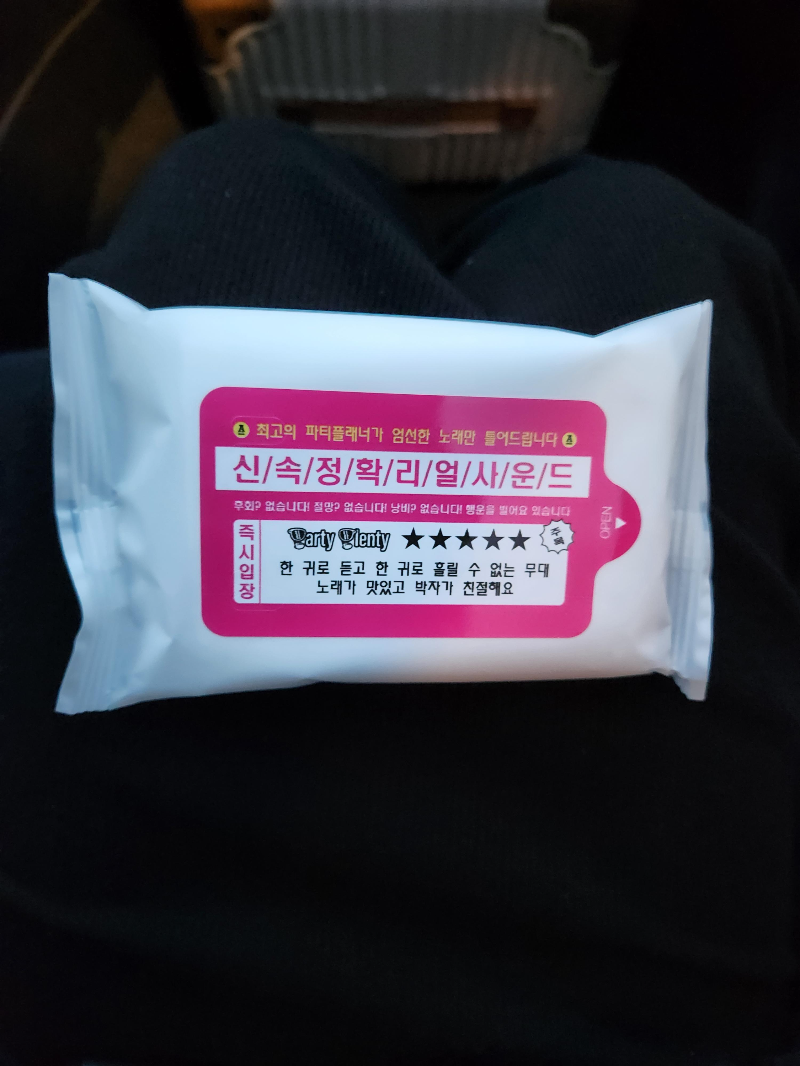 최고의 파티플래너가 엄선한 노래만 틀어드립니다
신/속/정/확/리/얼/사/운/드
후회? 없습니다! 절망? 없습니다! 낭비? 없습니다! 행운을 빌어요 있습니다
즉시입장
Party Plenty ★★★★★
한 귀로 듣고 한 귀로 흘릴 수 없는 무대
노래가 맛있고 박자가 친절해요
OPEN